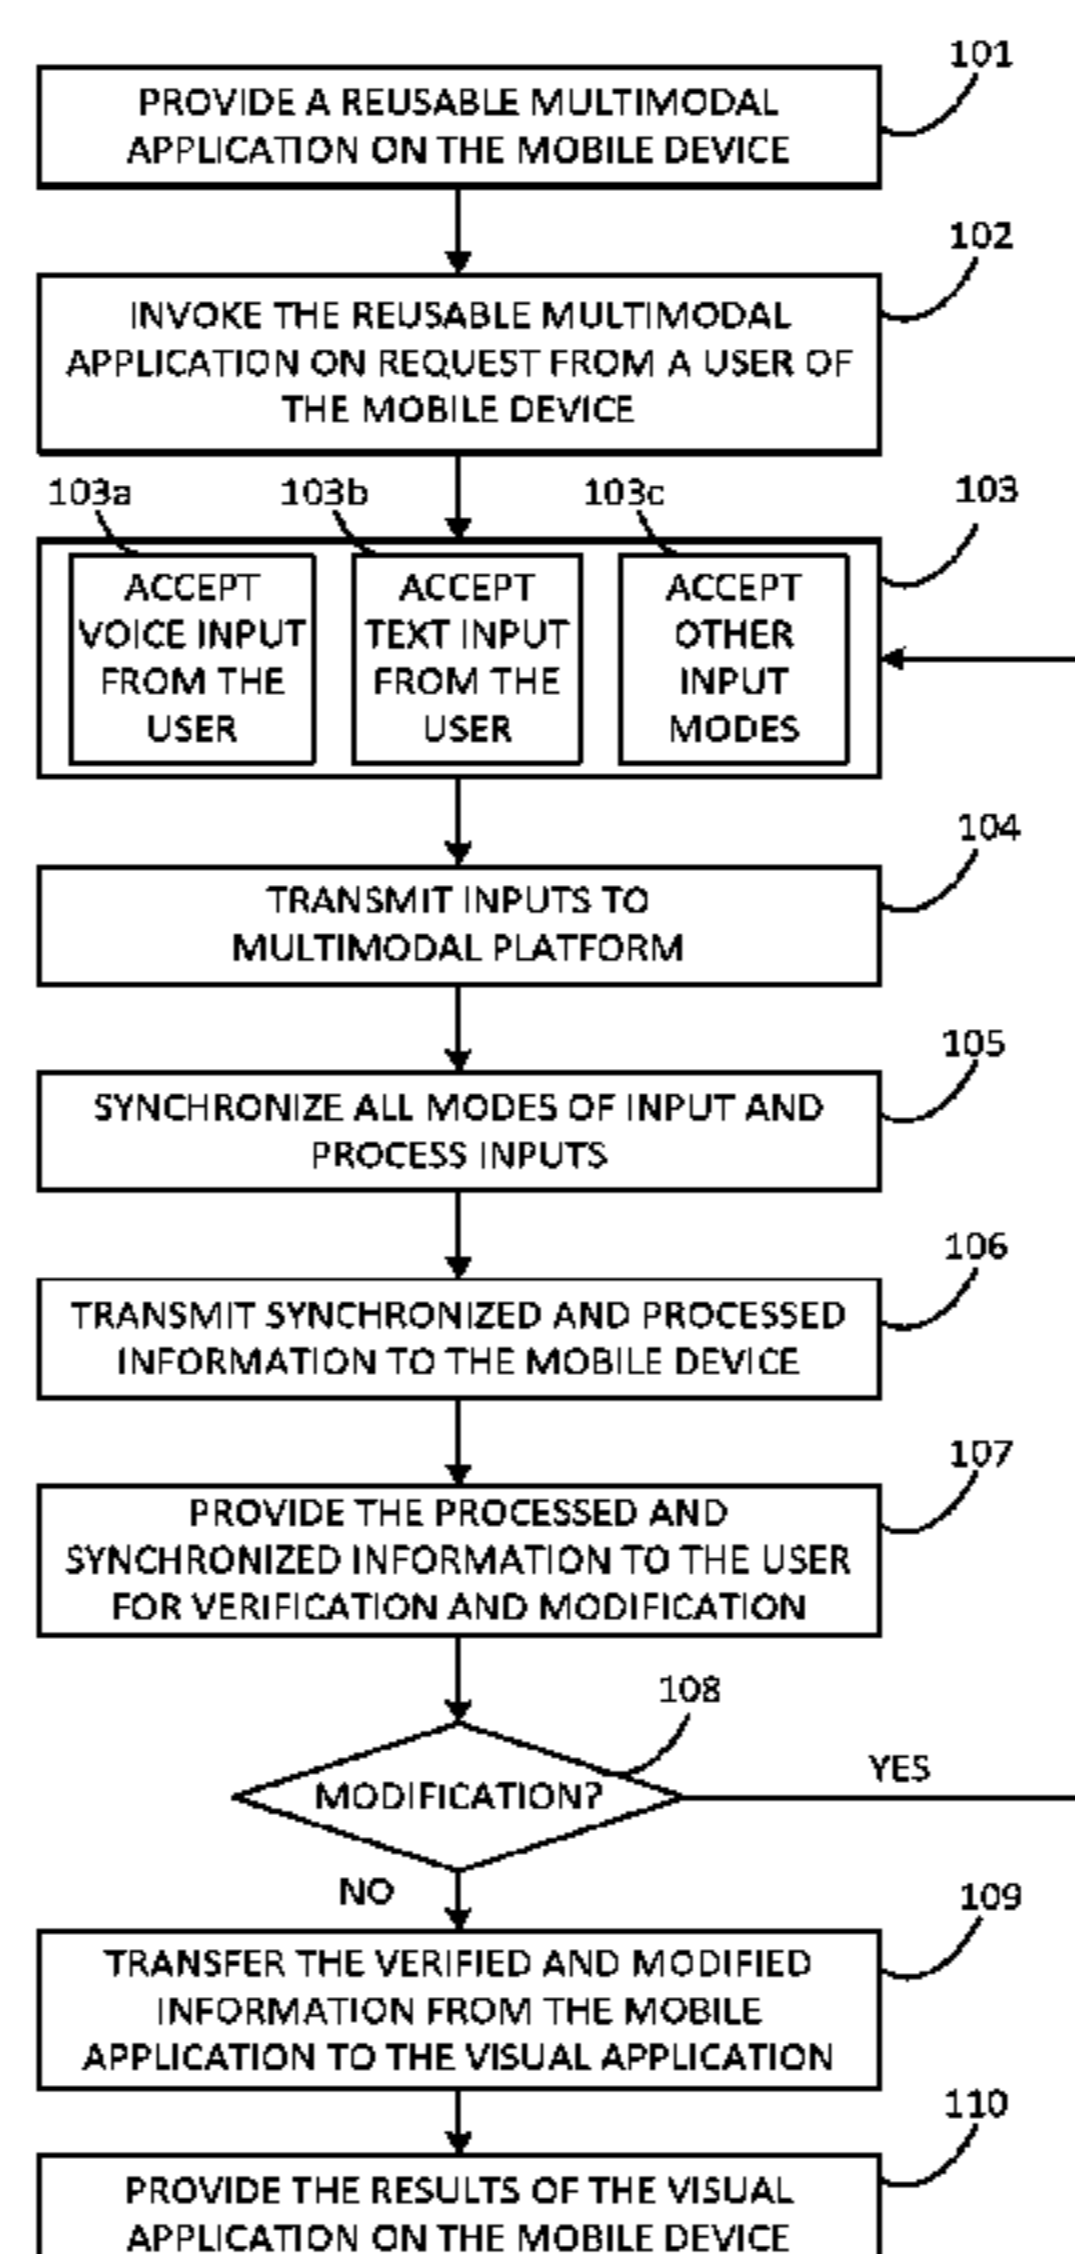 101
PROVIDE A REUSABLE MULTIMODAL
APPLICATION ON THE MOBILE DEVICE
102
INVOKE THE REUSABLE MULTIMODAL
APPLICATION ON REQUEST FROM A USER OF
THE MOBILE DEVICE
103a
103b
103c
103
ACCEPT
VOICE INPUT
FROM THE
USER
ACCEPT
TEXT INPUT
FROM THE
USER
ACCEPT
OTHER
INPUT
MODES
104
TRANSMIT INPUTS TO
MULTIMODAL PLATFORM
105
SYNCHRONIZE ALL MODES OF INPUT AND
PROCESS INPUTS
106
TRANSMIT SYNCHRONIZED AND PROCESSED
INFORMATION TO THE MOBILE DEVICE
107
PROVIDE THE PROCESSED AND
SYNCHRONIZED INFORMATION TO THE USER
FOR VERIFICATION AND MODIFICATION
108
MODIFICATION?
YES
NO
109
TRANSFER THE VERIFIED AND MODIFIED
INFORMATION FROM THE MOBILE
APPLICATION TO THE VISUAL APPLICATION
110
PROVIDE THE RESULTS OF THE VISUAL
APPLICATION ON THE MOBILE DEVICE